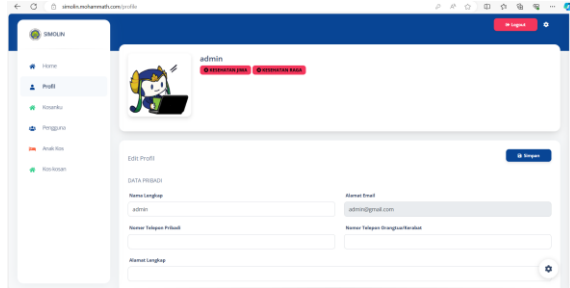 simolin.mohammath.com/profile
SIMOLIN
Logout
Home
Profil
Kosanku
Pengguna
Anak Kos
Kos-kosan
admin
KESEHATAN JIWA KESEHATAN RAGA
Edit Profil
Simpan
DATA PRIBADI
Nama Lengkap
Alamat Email
admin
admin@gmail.com
Nomor Telepon Pribadi
Nomor Telepon Orangtua/Kerabat
Alamat Lengkap